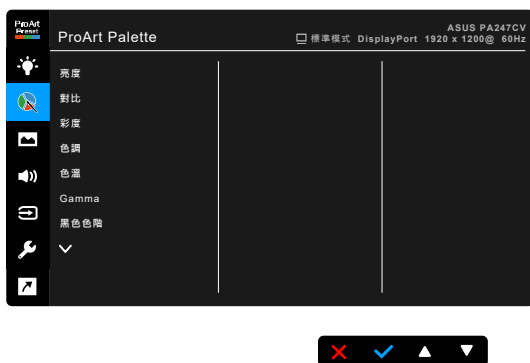 ProArt
Preset
ProArt Palette
ASUS PA247CV
標準模式 DisplayPort 1920 x 1200@ 60Hz
亮度
對比
彩度
色調
色溫
Gamma
黑色色階